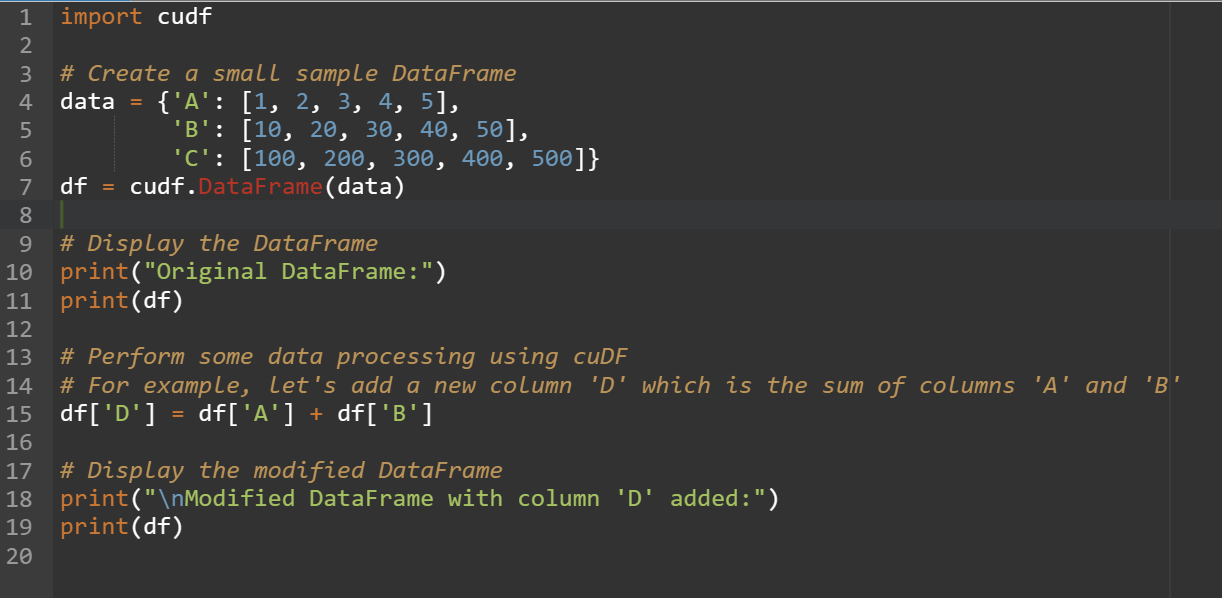 1 import cudf
2
3 # Create a small sample DataFrame
4 data = {'A': [1, 2, 3, 4, 5],
5         'B': [10, 20, 30, 40, 50],
6         'C': [100, 200, 300, 400, 500]}
7 df = cudf.DataFrame(data)
8
9 # Display the DataFrame
10 print("Original DataFrame:")
11 print(df)
12
13 # Perform some data processing using cuDF
14 # For example, let's add a new column 'D' which is the sum of columns 'A' and 'B'
15 df['D'] = df['A'] + df['B']
16
17 # Display the modified DataFrame
18 print("\nModified DataFrame with column 'D' added:")
19 print(df)
20